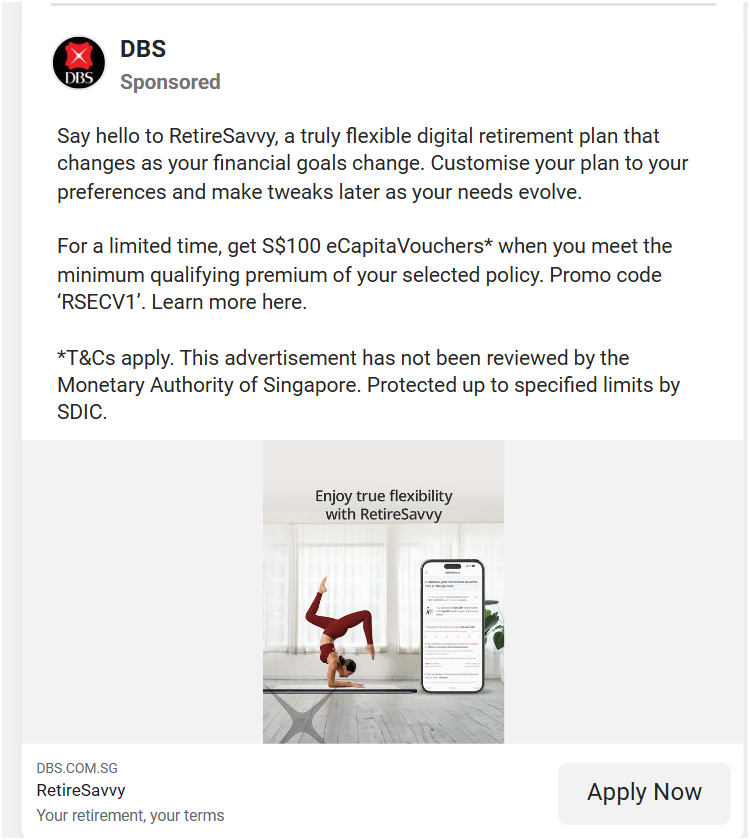 DBS
DBS
Sponsored
Say hello to RetireSavvy, a truly flexible digital retirement plan that
changes as your financial goals change. Customise your plan to your
preferences and make tweaks later as your needs evolve.
For a limited time, get S$100 eCapitaVouchers* when you meet the
minimum qualifying premium of your selected policy. Promo code
‘RSECV1’. Learn more here.
*T&Cs apply. This advertisement has not been reviewed by the
Monetary Authority of Singapore. Protected up to specified limits by
SDIC.
Enjoy true flexibility
with RetireSavvy
DBS.COM.SG
RetireSavvy
Your retirement, your terms
Apply Now